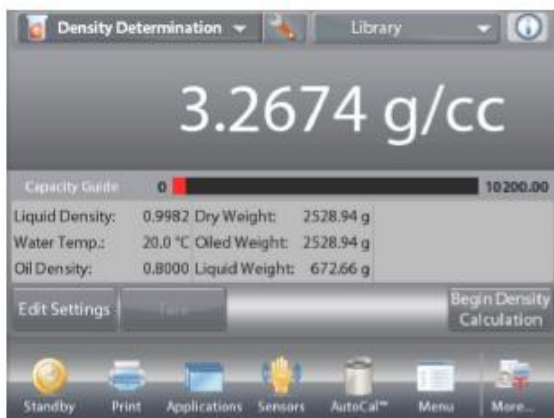 Density Determination Library
3.2674 g/cc
Capacity Guide 0 10200.00
Liquid Density: 0.9982 Dry Weight: 2528.94 g
Water Temp.: 20.0 °C Oiled Weight: 2528.94 g
Oil Density: 0.8000 Liquid Weight: 672.66 g
Edit Settings Tare Begin Density
Calculation
Standby Print Applications Sensors AutoCal™ Menu More...